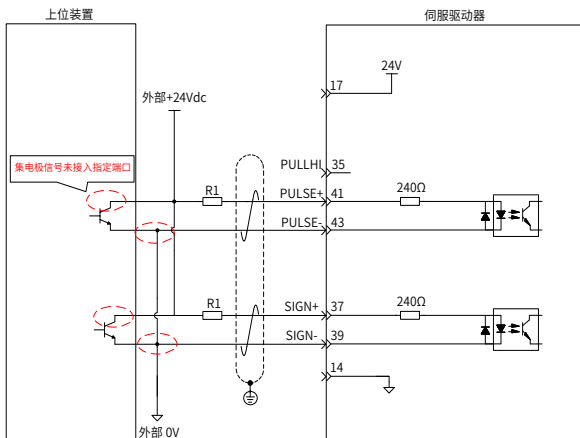 上位装置
伺服驱动器
24V
17
外部+24Vdc
集电极信号未接入指定端口
PULLHI
35
R1
PULSE+
41
240Ω
PULSE-
43
R1
SIGN+
37
240Ω
SIGN-
39
14
外部 0V